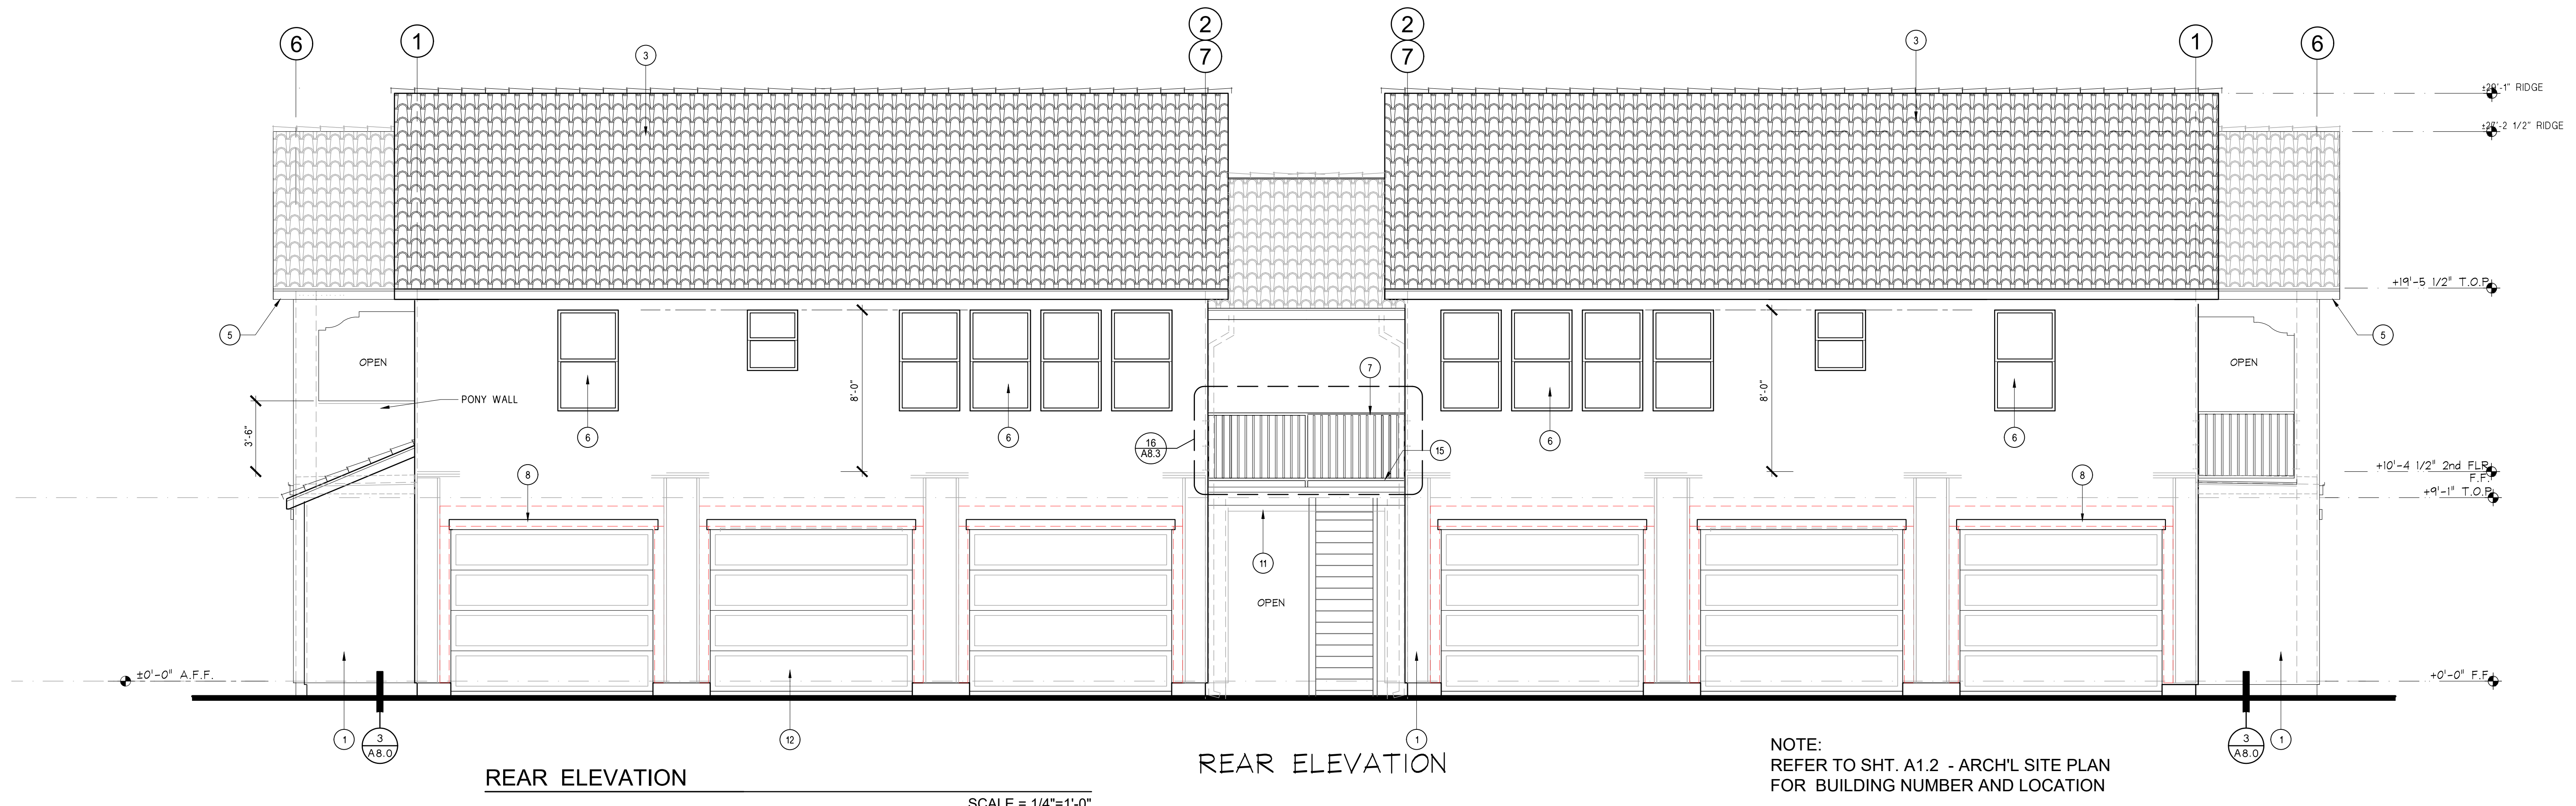 6
1
2
7
2
7
1
6
3
3
±29'-1" RIDGE
±27'-2 1/2" RIDGE
+19'-5 1/2" T.O.P.
5
OPEN
8'-0"
7
8'-0"
OPEN
5
PONY WALL
3'-6"
6
6
16
A8.3
15
6
6
8
8
+10'-4 1/2" 2nd FLR.
F.F.
+9'-1" T.O.P.
11
OPEN
±0'-0" A.F.F.
+0'-0" F.F.
1
3
A8.0
12
1
3
A8.0
1
REAR ELEVATION
SCALE = 1/4"=1'-0"
REAR ELEVATION
NOTE:
REFER TO SHT. A1.2 - ARCH'L SITE PLAN
FOR BUILDING NUMBER AND LOCATION